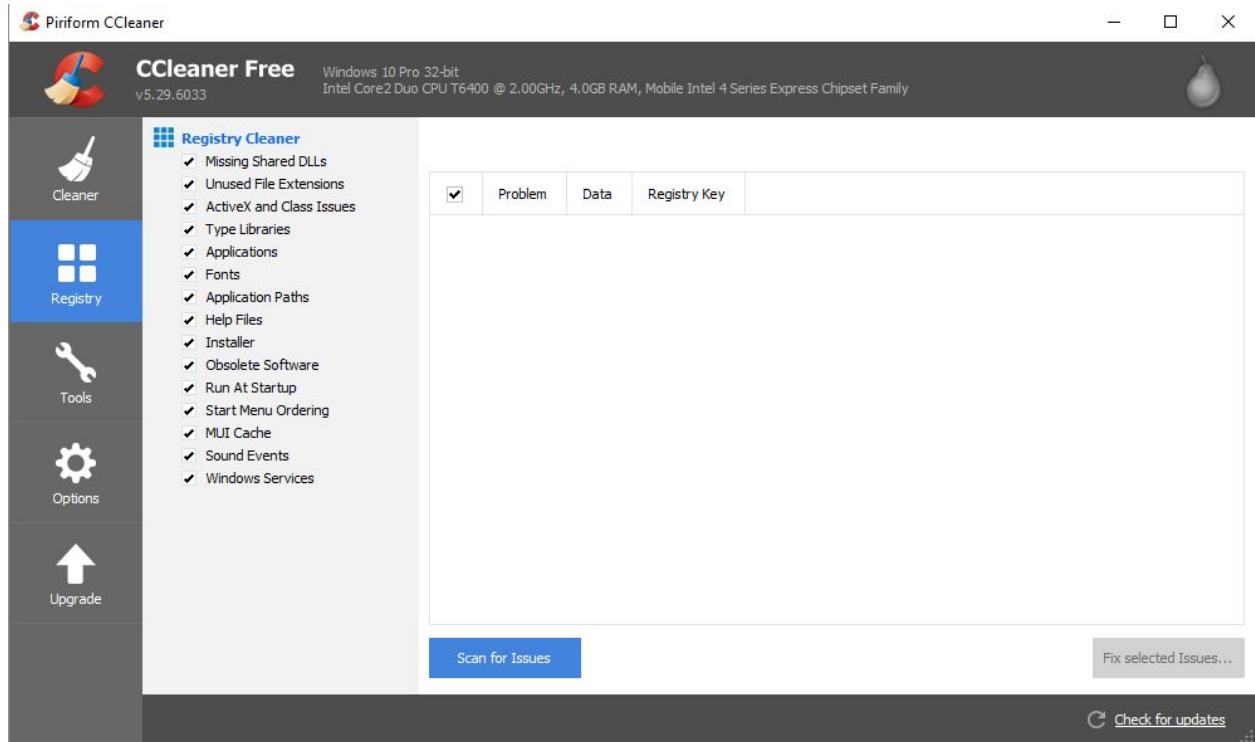 Piriform CCleaner
CCleaner Free
v5.29.6033
Windows 10 Pro 32-bit
Intel Core2 Duo CPU T6400 @ 2.00GHz, 4.0GB RAM, Mobile Intel 4 Series Express Chipset Family
Cleaner
Registry
Tools
Options
Upgrade
Registry Cleaner
Missing Shared DLLs
Unused File Extensions
ActiveX and Class Issues
Type Libraries
Applications
Fonts
Application Paths
Help Files
Installer
Obsolete Software
Run At Startup
Start Menu Ordering
MUI Cache
Sound Events
Windows Services
Problem Data Registry Key
Scan for Issues
Fix selected Issues...
Check for updates